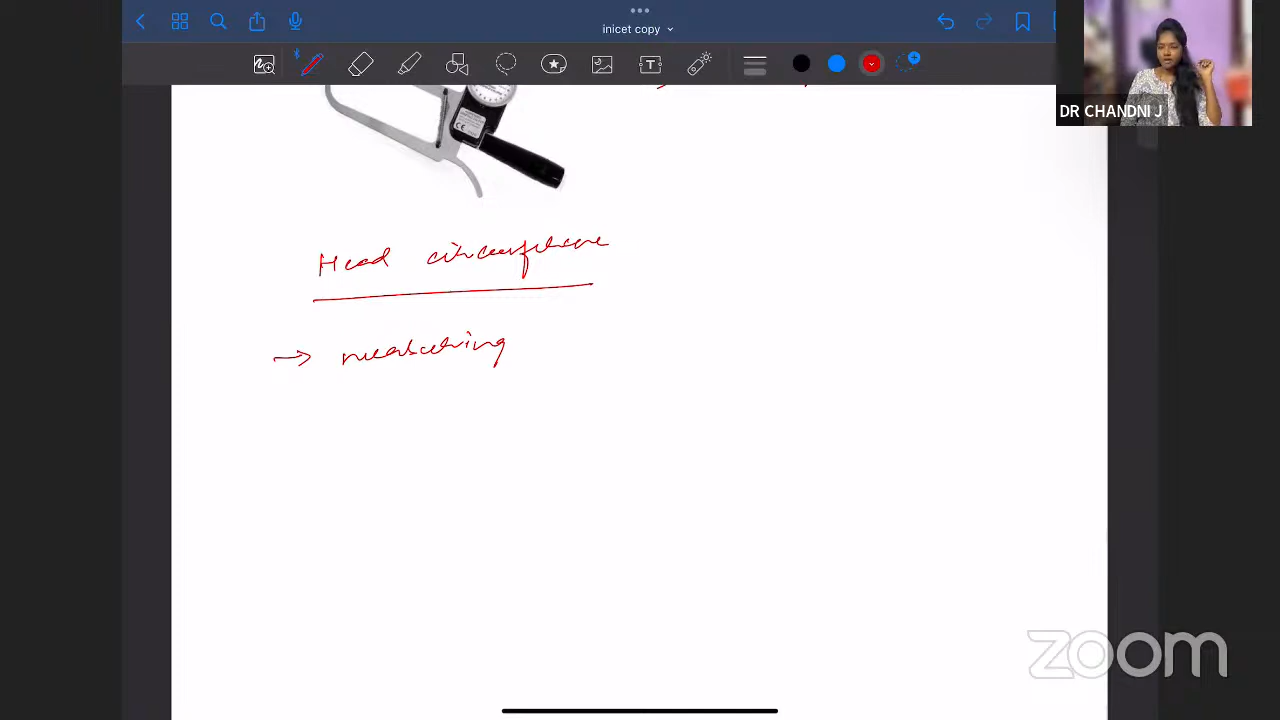 inicet copy
DR CHANDNI J
Head circumference
→ measuring
zoom